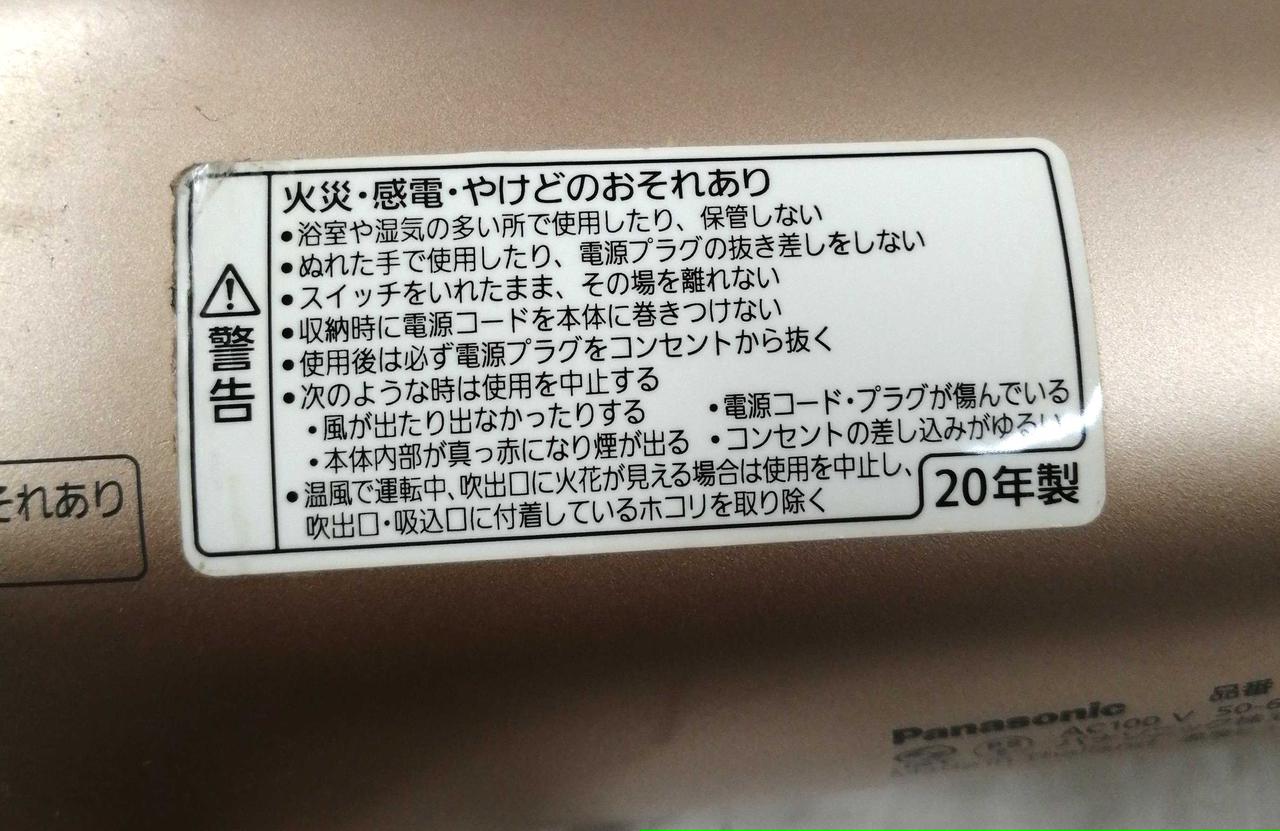 警告
火災・感電・やけどのおそれあり
●浴室や湿気の多い所で使用したり、保管しない
●ぬれた手で使用したり、電源プラグの抜き差しをしない
●スイッチをいれたまま、その場を離れない
●収納時に電源コードを本体に巻きつけない
●使用後は必ず電源プラグをコンセントから抜く
●次のような時は使用を中止する
・風が出たり出なかったりする ・電源コード・プラグが傷んでいる
・本体内部が真っ赤になり煙が出る ・コンセントの差し込みがゆるい
●温風で運転中、吹出口に火花が見える場合は使用を中止し、
吹出口・吸込口に付着しているホコリを取り除く
20年製
それあり
Panasonic 品番
AC100 V 50-6